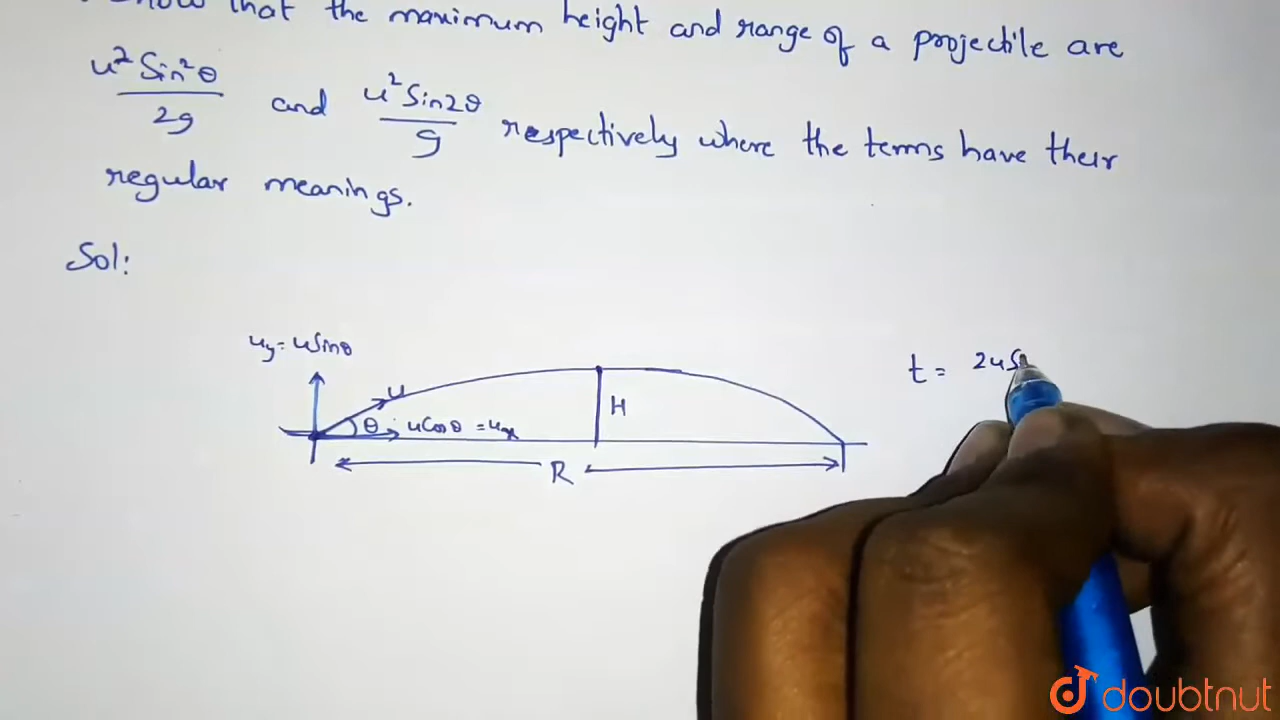 that the maximum height and range of a projectile are
u²Sin²θ/2g and u²Sin2θ/g respectively where the terms have their
regular meanings.
Sol:
uy = uSinθ
u
θ uCosθ = ux
H
R
t = 2uS
doubtnut